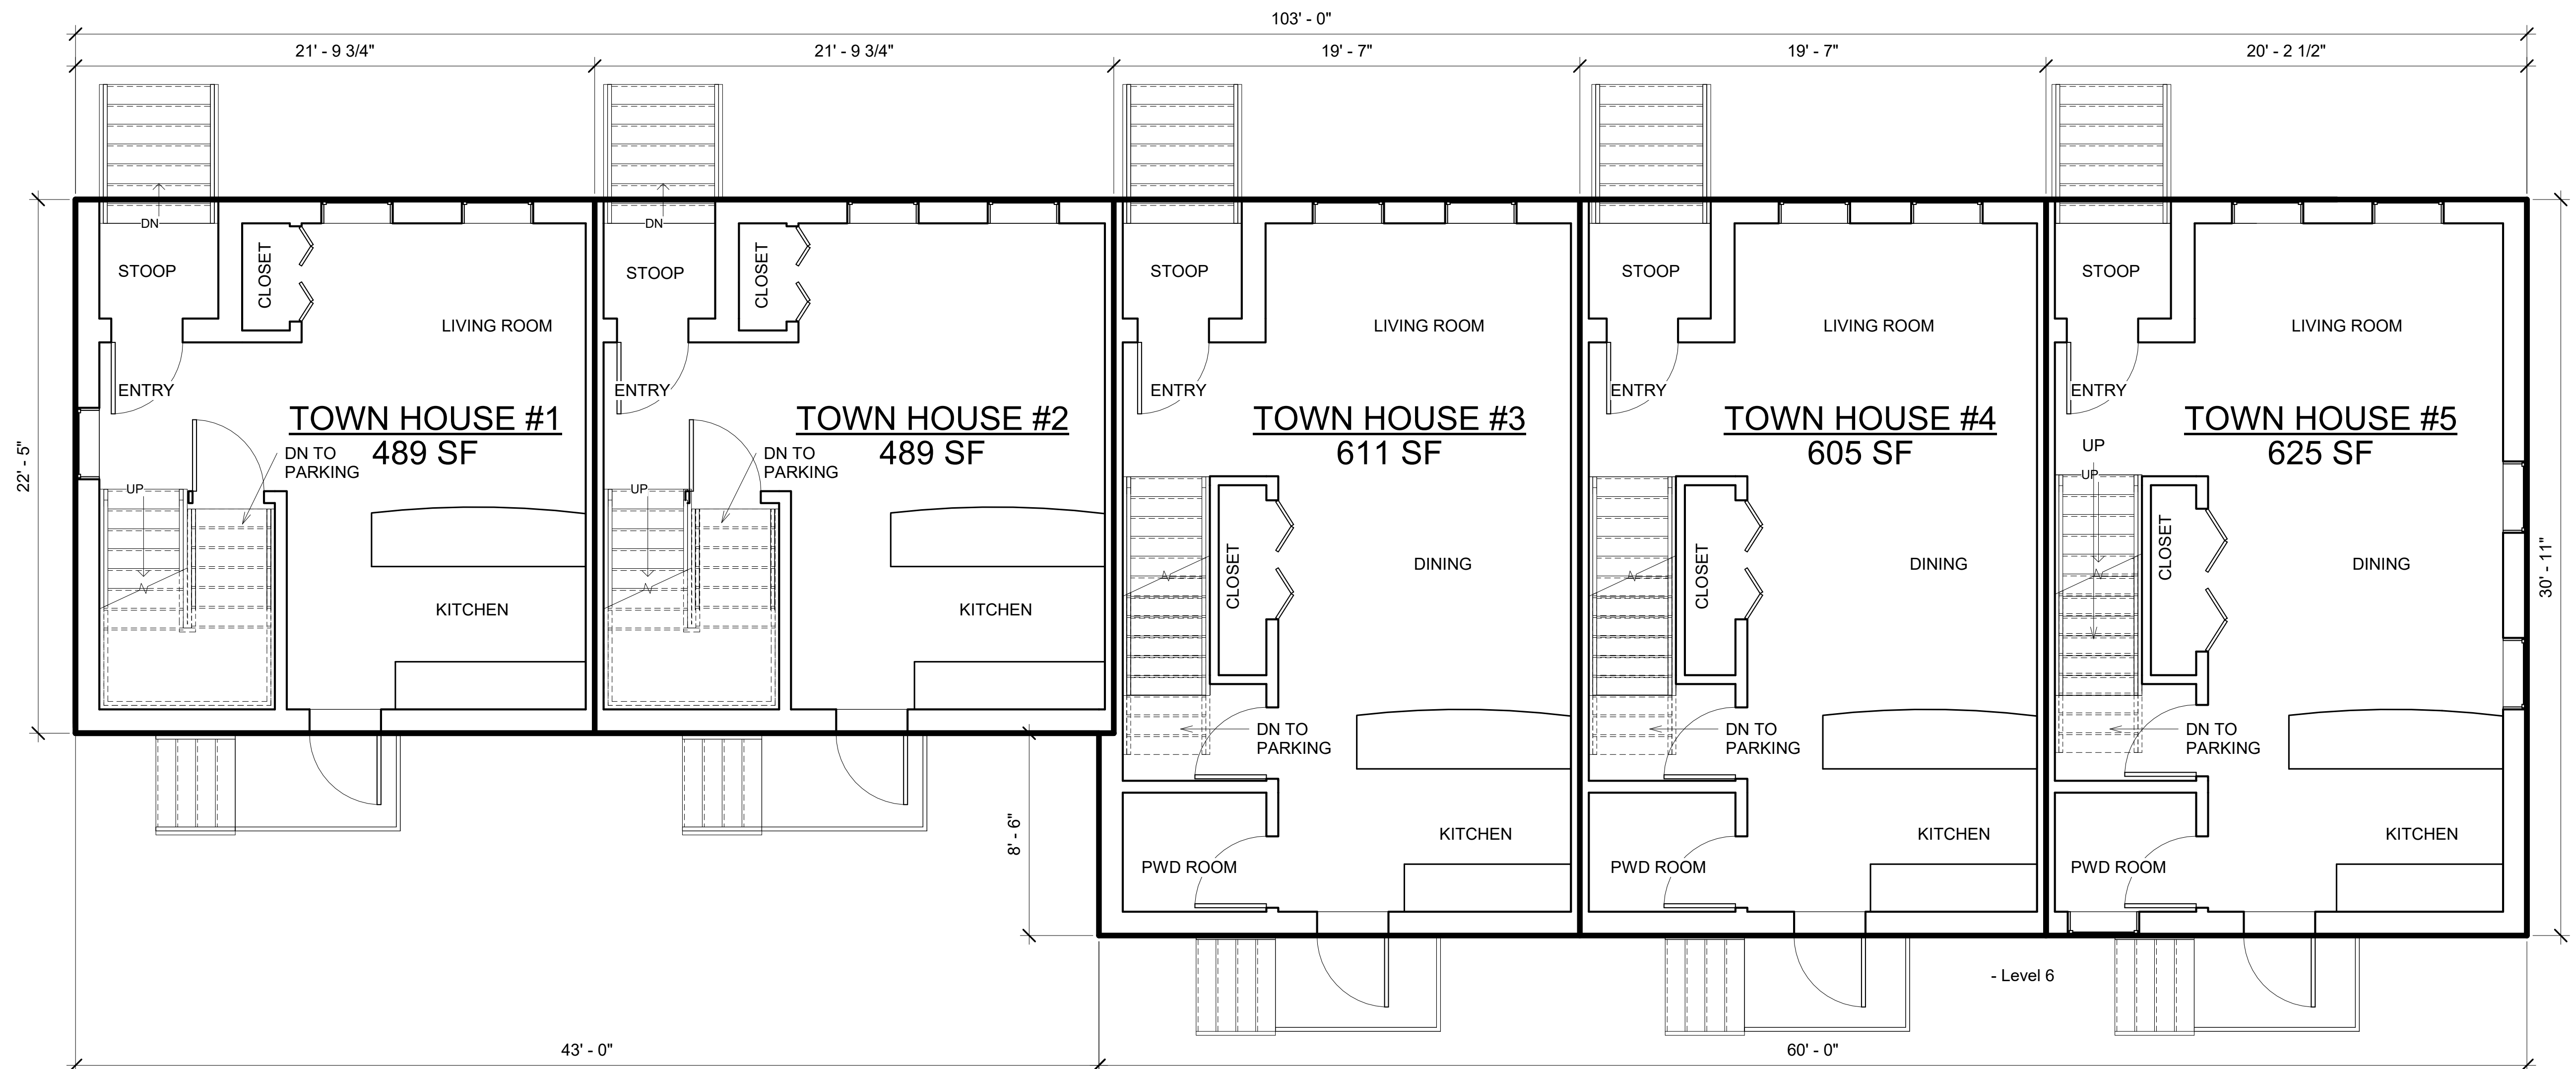 103' - 0"
21' - 9 3/4"
21' - 9 3/4"
19' - 7"
19' - 7"
20' - 2 1/2"
DN
DN
STOOP
CLOSET
STOOP
CLOSET
STOOP
STOOP
STOOP
LIVING ROOM
LIVING ROOM
LIVING ROOM
LIVING ROOM
ENTRY
ENTRY
ENTRY
ENTRY
ENTRY
TOWN HOUSE #1
489 SF
TOWN HOUSE #2
489 SF
TOWN HOUSE #3
611 SF
TOWN HOUSE #4
605 SF
TOWN HOUSE #5
625 SF
22' - 5"
DN TO
PARKING
DN TO
PARKING
UP
UP
UP
UP
CLOSET
CLOSET
CLOSET
DINING
DINING
DINING
30' - 11"
KITCHEN
KITCHEN
DN TO
PARKING
DN TO
PARKING
DN TO
PARKING
8' - 6"
KITCHEN
KITCHEN
KITCHEN
PWD ROOM
PWD ROOM
PWD ROOM
- Level 6
43' - 0"
60' - 0"